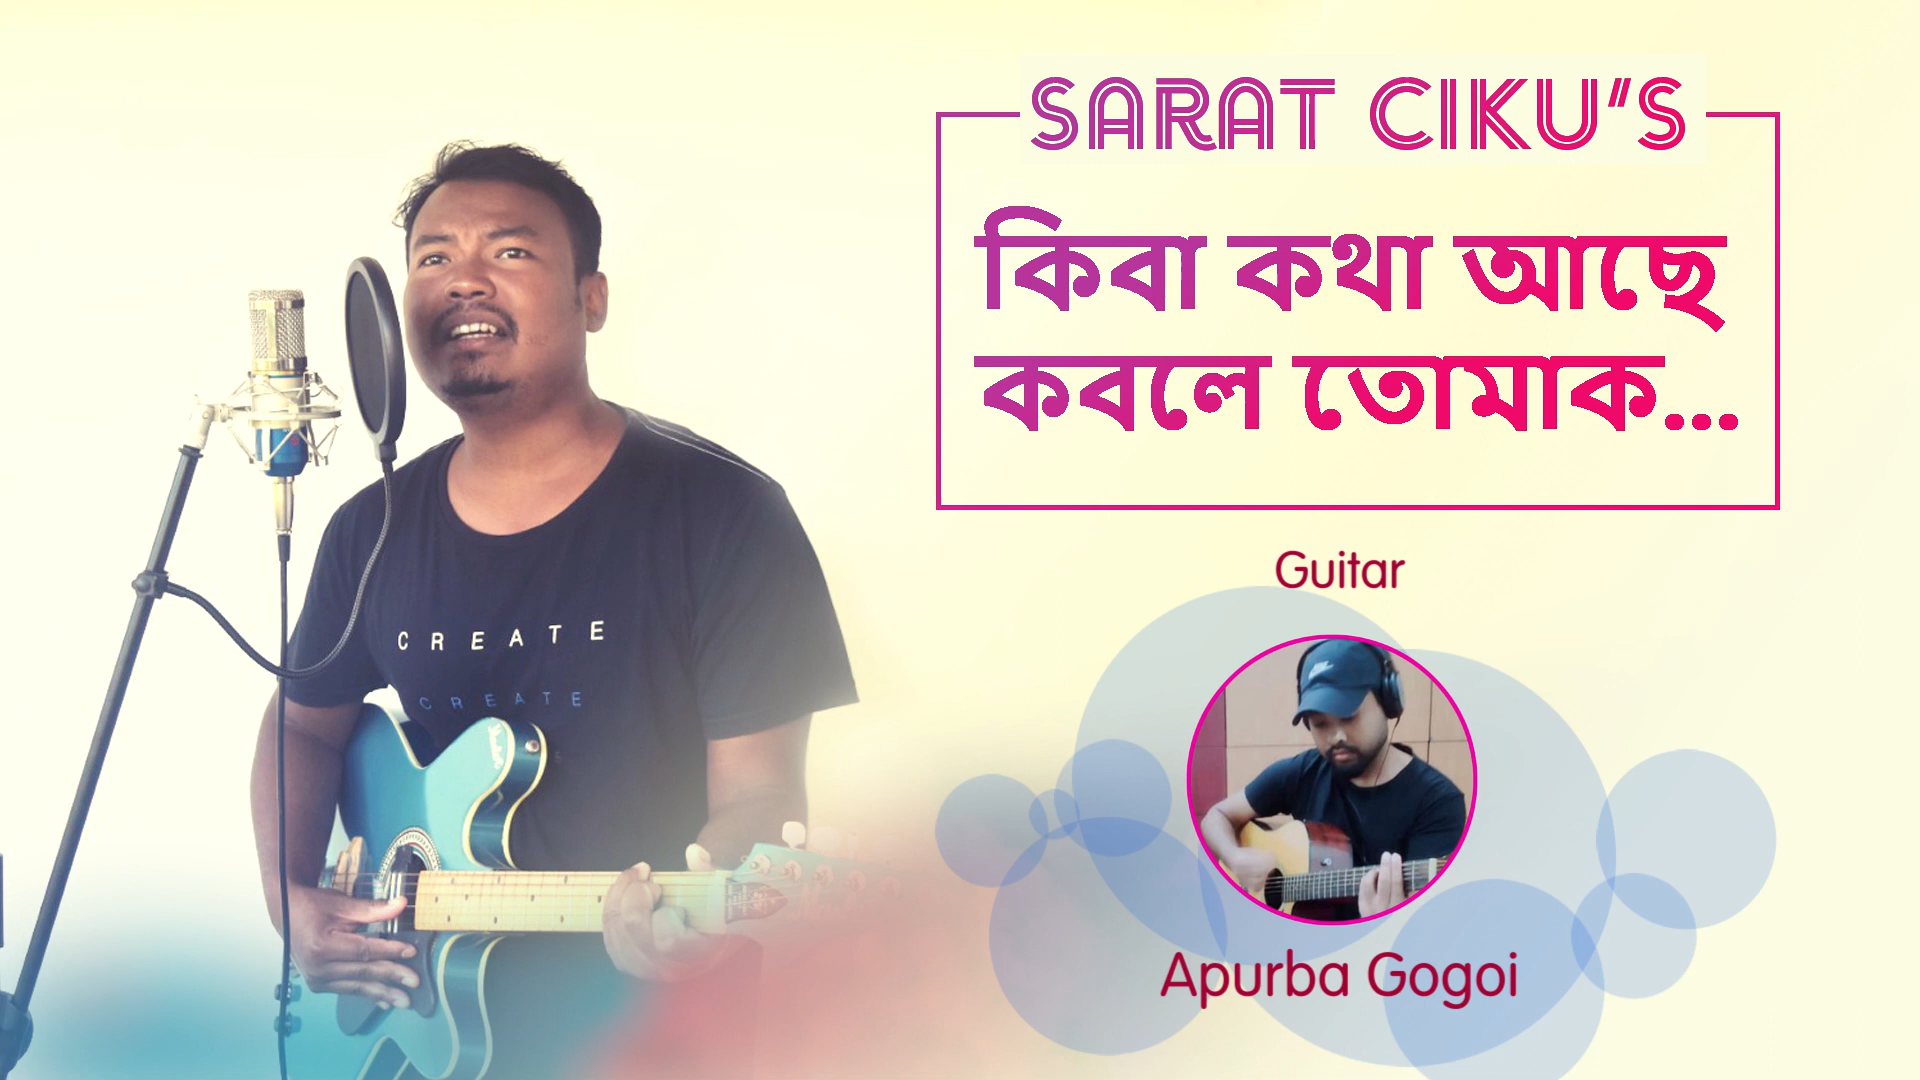 SARAT CIKU'S
কিবা কথা আছে
কবলে তোমাক...
Guitar
Apurba Gogoi
CREATE
CREATE